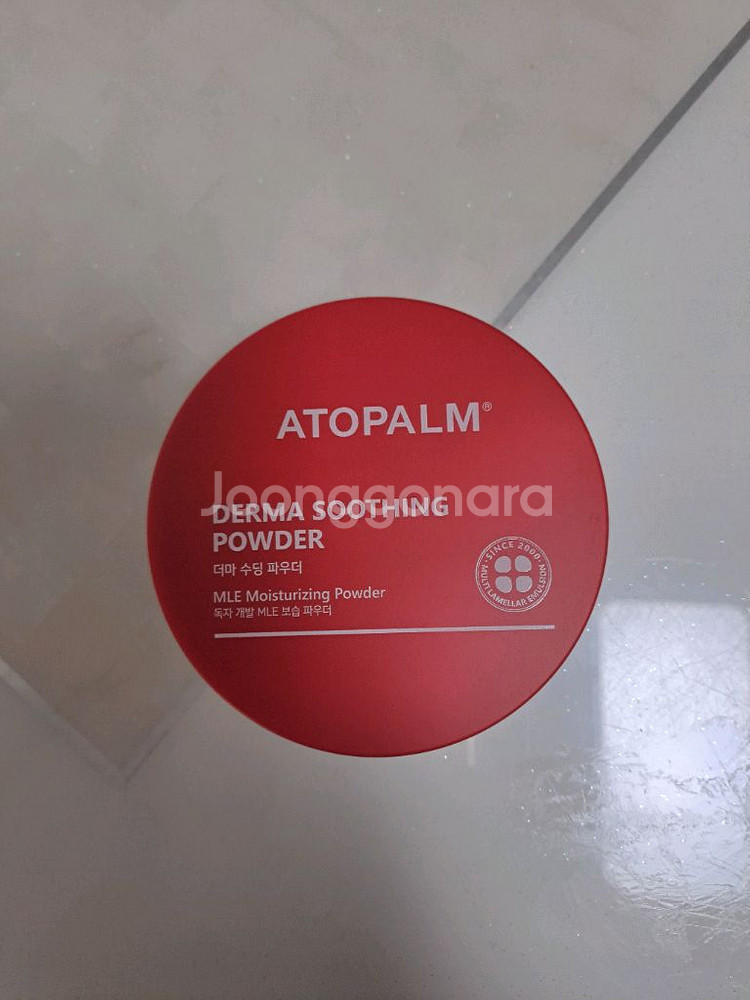 ATOPALM®
Joonggonara
DERMA SOOTHING
POWDER
더마 수딩 파우더
MLE Moisturizing Powder
독자 개발 MLE 보습 파우더
·SINCE 2000·
MULTI LAMELLAR EMULSION